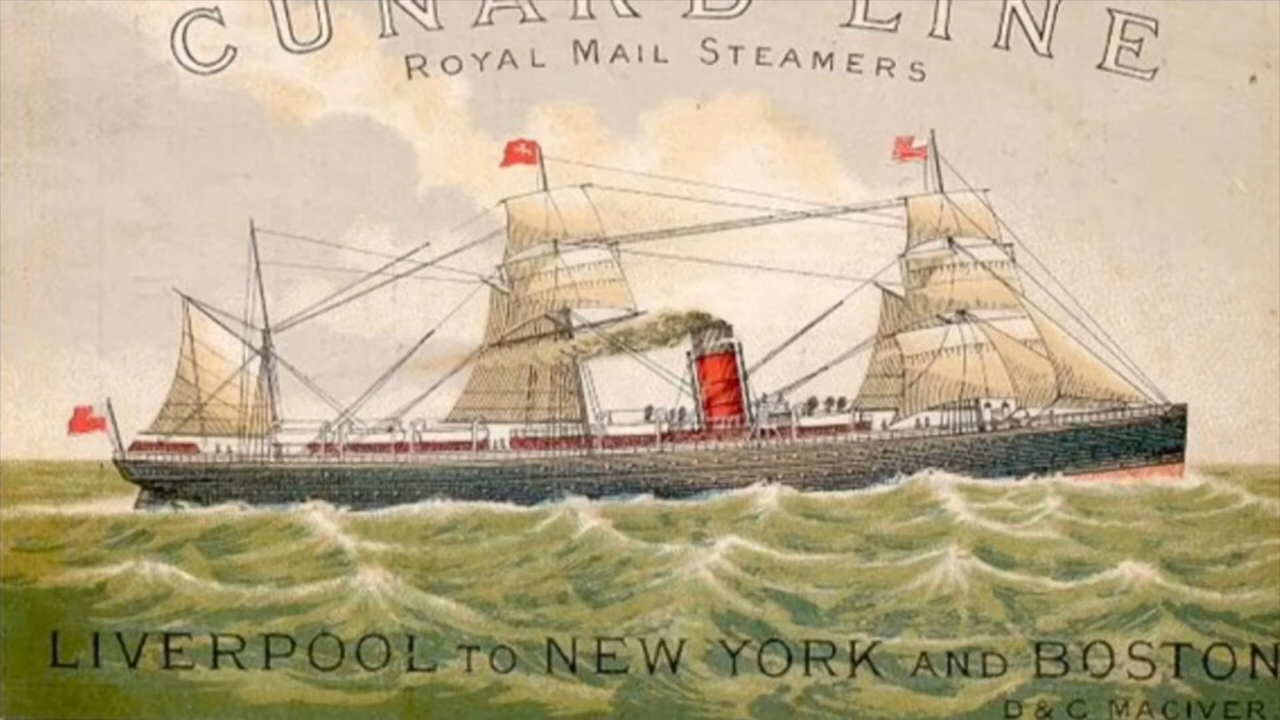 CUNARD LINE
ROYAL MAIL STEAMERS
LIVERPOOL TO NEW YORK AND BOSTON
D & C MACIVER